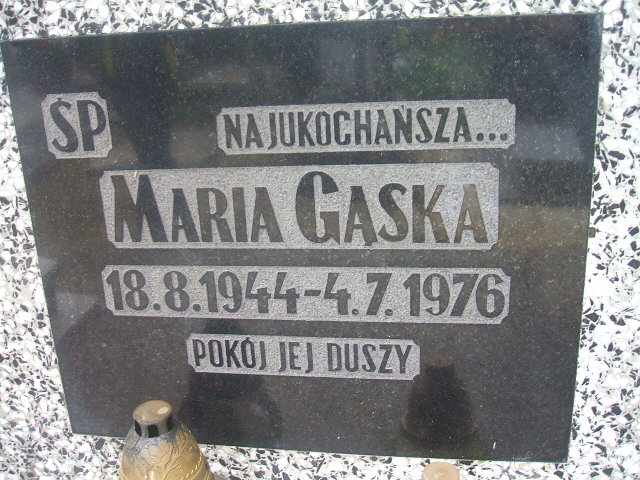 ŚP
NAJUKOCHAŃSZA...
MARIA GĄSKA
18.8.1944-4.7.1976
POKÓJ JEJ DUSZY